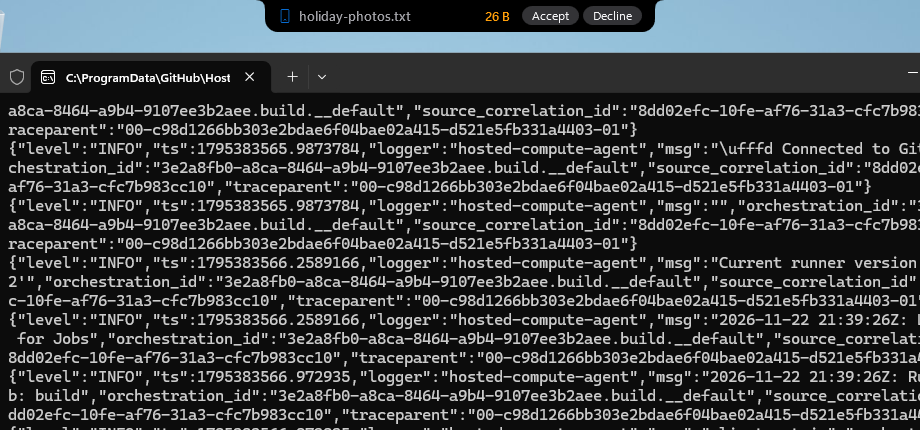 holiday-photos.txt 26 B Accept Decline
C:\ProgramData\GitHub\Host
a8ca-8464-a9b4-9107ee3b2aee.build.__default","source_correlation_id":"8dd02efc-10fe-af76-31a3-cfc7b983
raceparent":"00-c98d1266bb303e2bdae6f04bae02a415-d521e5fb331a4403-01"}
{"level":"INFO","ts":1795383565.9873784,"logger":"hosted-compute-agent","msg":"\ufffd Connected to Git
chestration_id":"3e2a8fb0-a8ca-8464-a9b4-9107ee3b2aee.build.__default","source_correlation_id":"8dd02
af76-31a3-cfc7b983cc10","traceparent":"00-c98d1266bb303e2bdae6f04bae02a415-d521e5fb331a4403-01"}
{"level":"INFO","ts":1795383565.9873784,"logger":"hosted-compute-agent","msg":"","orchestration_id":"
a8ca-8464-a9b4-9107ee3b2aee.build.__default","source_correlation_id":"8dd02efc-10fe-af76-31a3-cfc7b983
raceparent":"00-c98d1266bb303e2bdae6f04bae02a415-d521e5fb331a4403-01"}
{"level":"INFO","ts":1795383566.2589166,"logger":"hosted-compute-agent","msg":"Current runner version
2'","orchestration_id":"3e2a8fb0-a8ca-8464-a9b4-9107ee3b2aee.build.__default","source_correlation_id"
c-10fe-af76-31a3-cfc7b983cc10","traceparent":"00-c98d1266bb303e2bdae6f04bae02a415-d521e5fb331a4403-01"
{"level":"INFO","ts":1795383566.2589166,"logger":"hosted-compute-agent","msg":"2026-11-22 21:39:26Z:
for Jobs","orchestration_id":"3e2a8fb0-a8ca-8464-a9b4-9107ee3b2aee.build.__default","source_correlati
8dd02efc-10fe-af76-31a3-cfc7b983cc10","traceparent":"00-c98d1266bb303e2bdae6f04bae02a415-d521e5fb331a4
{"level":"INFO","ts":1795383566.972935,"logger":"hosted-compute-agent","msg":"2026-11-22 21:39:26Z: Ru
b: build","orchestration_id":"3e2a8fb0-a8ca-8464-a9b4-9107ee3b2aee.build.__default","source_correlatio
dd02efc-10fe-af76-31a3-cfc7b983cc10","traceparent":"00-c98d1266bb303e2bdae6f04bae02a415-d521e5fb331a44